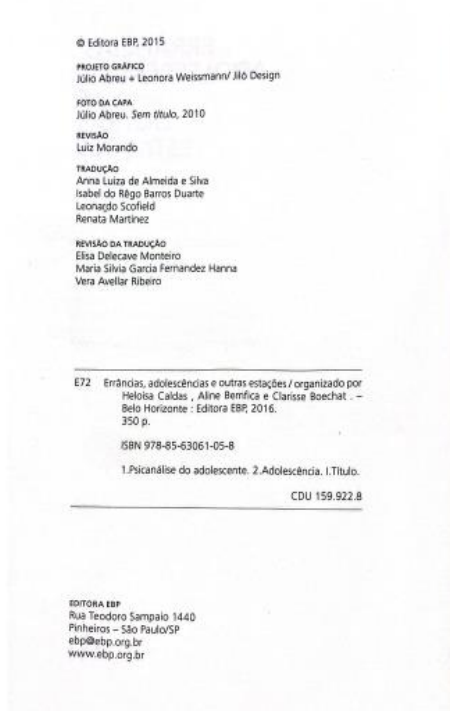 © Editora EBP, 2015
PROJETO GRÁFICO
Júlio Abreu + Leonora Weissmann/ Jiló Design
FOTO DA CAPA
Júlio Abreu. Sem título, 2010
REVISÃO
Luiz Morando
TRADUÇÃO
Anna Luiza de Almeida e Silva
Isabel do Rêgo Barros Duarte
Leonardo Scofield
Renata Martinez
REVISÃO DA TRADUÇÃO
Elisa Delecave Monteiro
Maria Silvia Garcia Fernandez Hanna
Vera Avellar Ribeiro
E72 Errâncias, adolescências e outras estações / organizado por
Heloisa Caldas , Aline Bemfica e Clarisse Boechat . –
Belo Horizonte : Editora EBP, 2016.
350 p.
ISBN 978-85-63061-05-8
1.Psicanálise do adolescente. 2.Adolescência. I.Título.
CDU 159.922.8
EDITORA EBP
Rua Teodoro Sampaio 1440
Pinheiros – São Paulo/SP
ebp@ebp.org.br
www.ebp.org.br